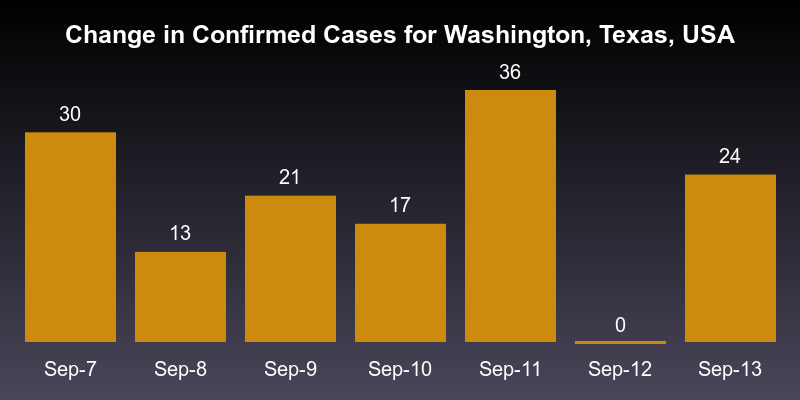 Change in Confirmed Cases for Washington, Texas, USA
30
13
21
17
36
0
24
Sep-7
Sep-8
Sep-9
Sep-10
Sep-11
Sep-12
Sep-13